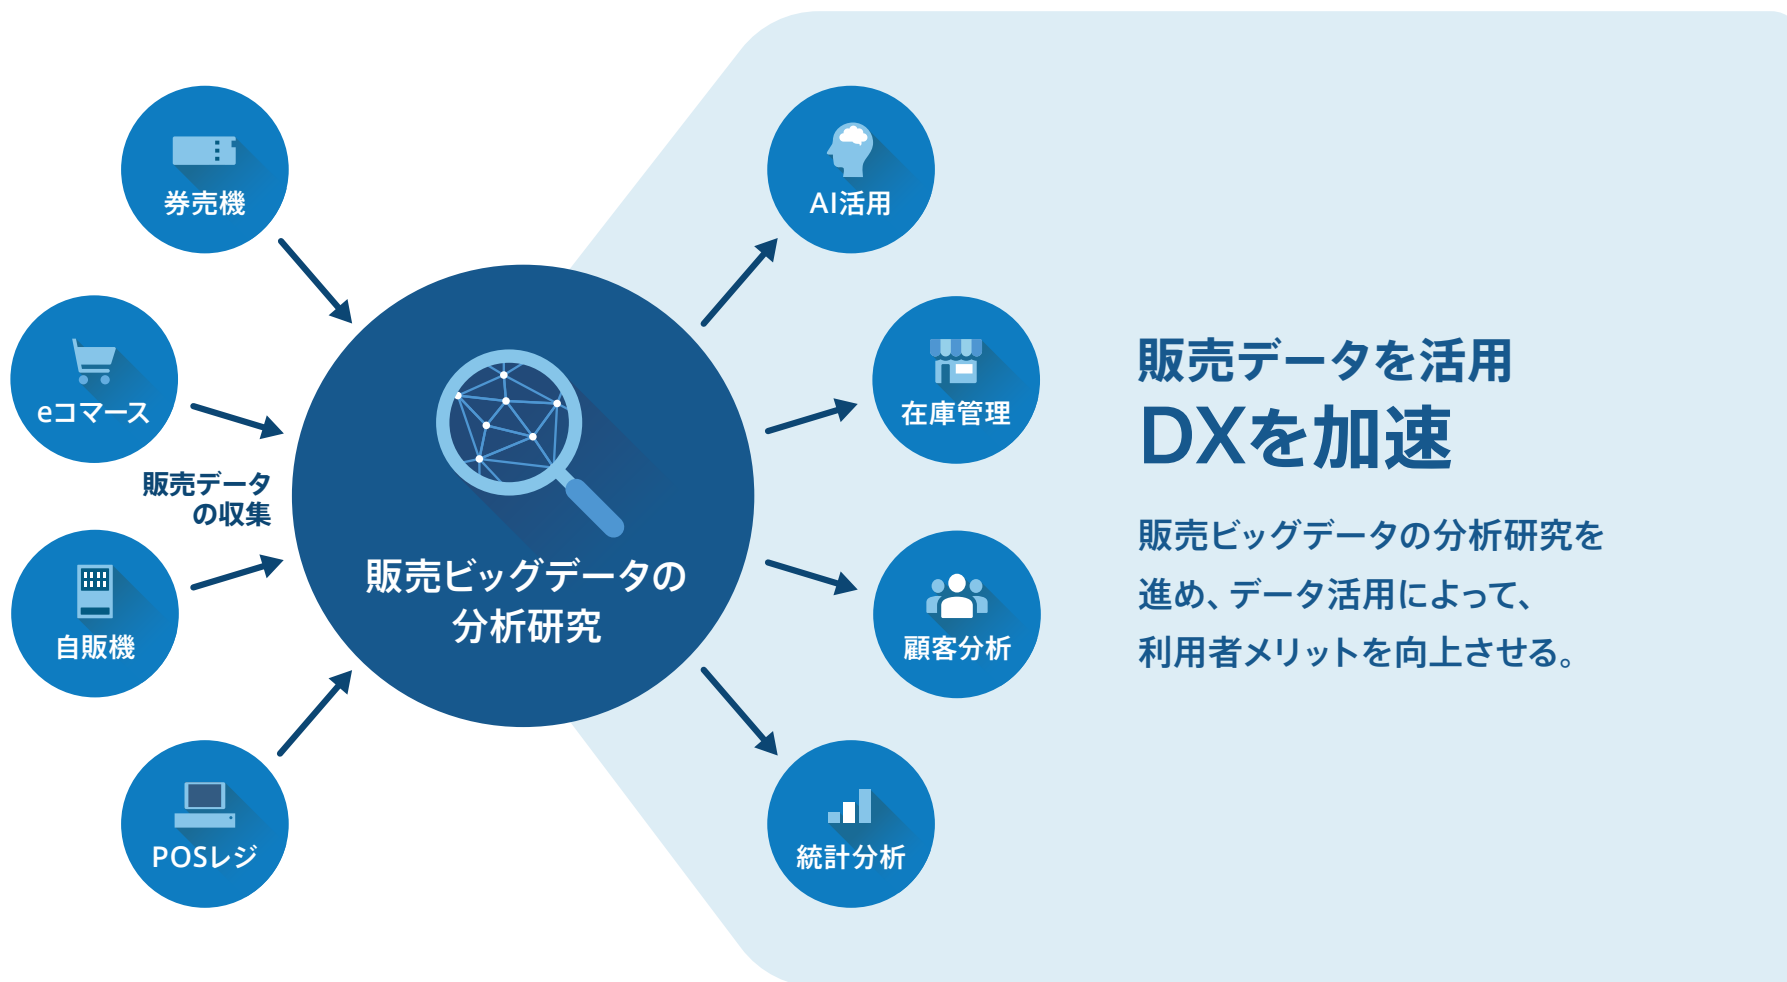 券売機
eコマース
販売データ
の収集
自販機
POSレジ
販売ビッグデータの
分析研究
AI活用
在庫管理
顧客分析
統計分析
販売データを活用
DXを加速
販売ビッグデータの分析研究を
進め、データ活用によって、
利用者メリットを向上させる。